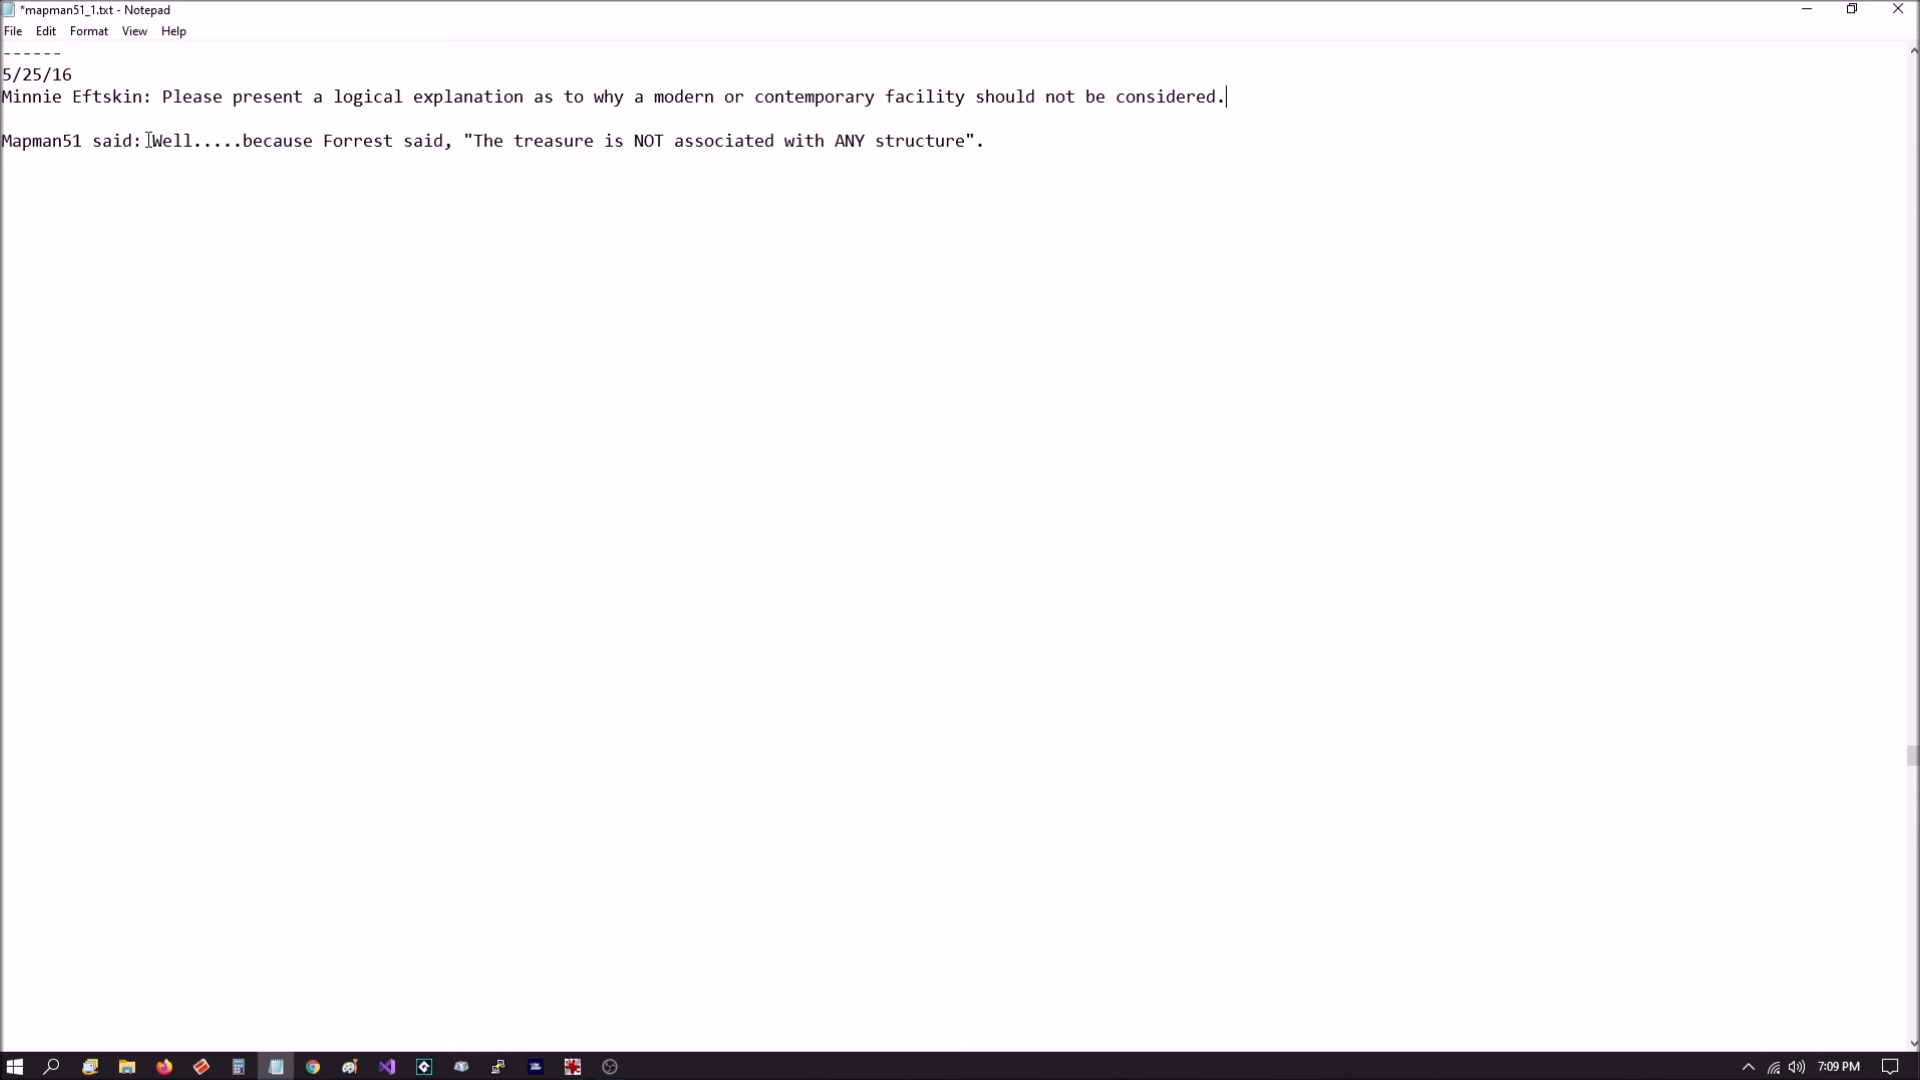 *mapman51_1.txt - Notepad
File Edit Format View Help
------
5/25/16
Minnie Eftskin: Please present a logical explanation as to why a modern or contemporary facility should not be considered.
Mapman51 said: Well.....because Forrest said, "The treasure is NOT associated with ANY structure".
7:09 PM